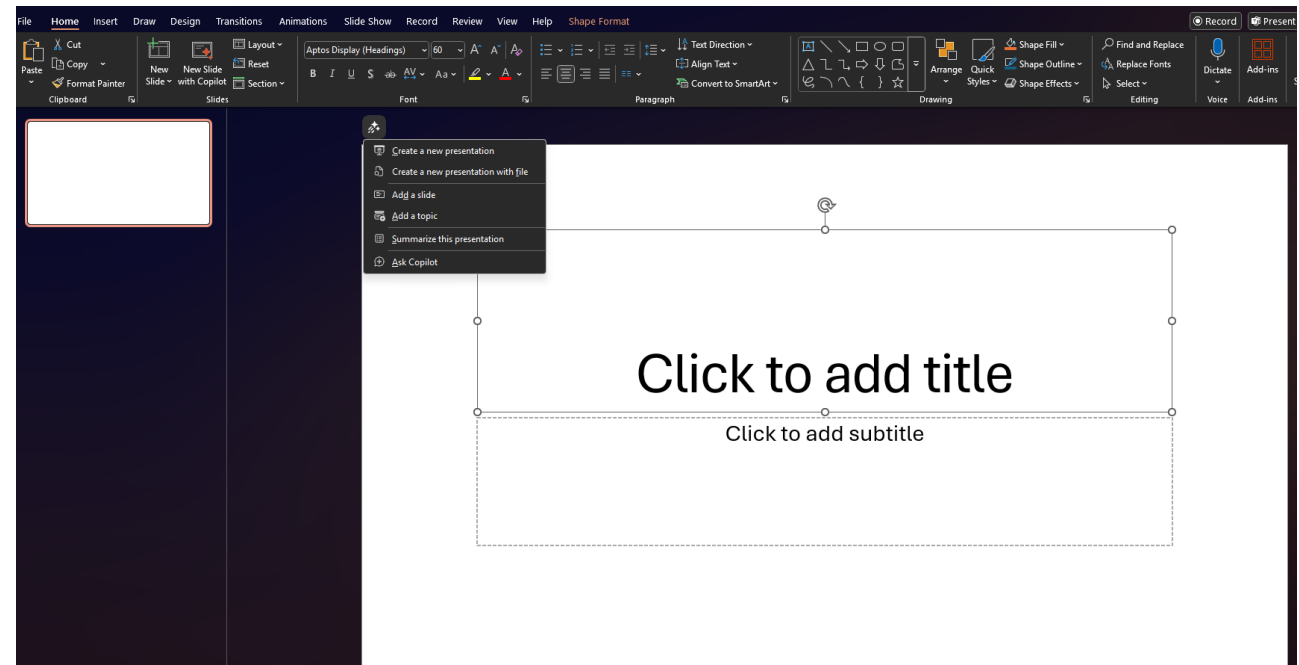 File Home Insert Draw Design Transitions Animations Slide Show Record Review View Help Shape Format Record Present
Paste
Cut
Copy
Format Painter
Clipboard
New Slide
New Slide with Copilot
Layout
Reset
Section
Slides
Aptos Display (Headings) 60 A A A
B I U S ab AV Aa A
Font
Text Direction
Align Text
Convert to SmartArt
Paragraph
A
Arrange
Quick Styles
Shape Fill
Shape Outline
Shape Effects
Drawing
Find and Replace
Replace Fonts
Select
Editing
Dictate
Voice
Add-ins
Add-ins
Create a new presentation
Create a new presentation with file
Add a slide
Add a topic
Summarize this presentation
Ask Copilot
Click to add title
Click to add subtitle